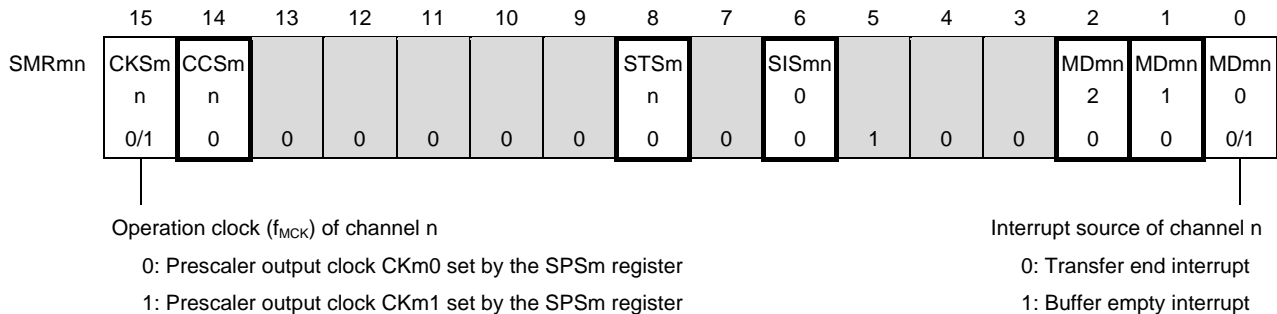 15 14 13 12 11 10 9 8 7 6 5 4 3 2 1 0
SMRmn CKSm CCSm STSm SISmn MDmn MDmn MDmn
n n n 0 2 1 0
0/1 0 0 0 0 0 0 0 0 0 1 0 0 0 0 0/1
Operation clock (fMCK) of channel n Interrupt source of channel n
0: Prescaler output clock CKm0 set by the SPSm register 0: Transfer end interrupt
1: Prescaler output clock CKm1 set by the SPSm register 1: Buffer empty interrupt